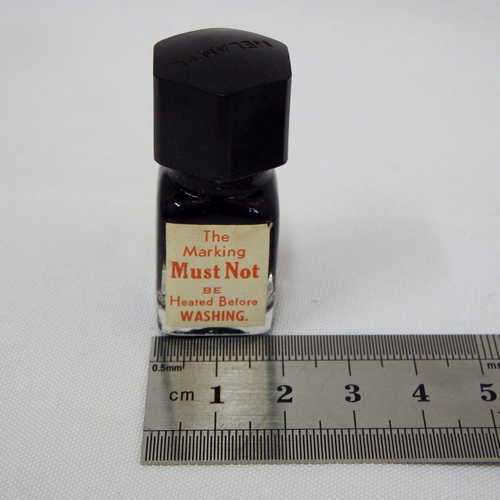 The
Marking
Must Not
BE
Heated Before
WASHING.
0.5mm
cm 1 2 3 4 5